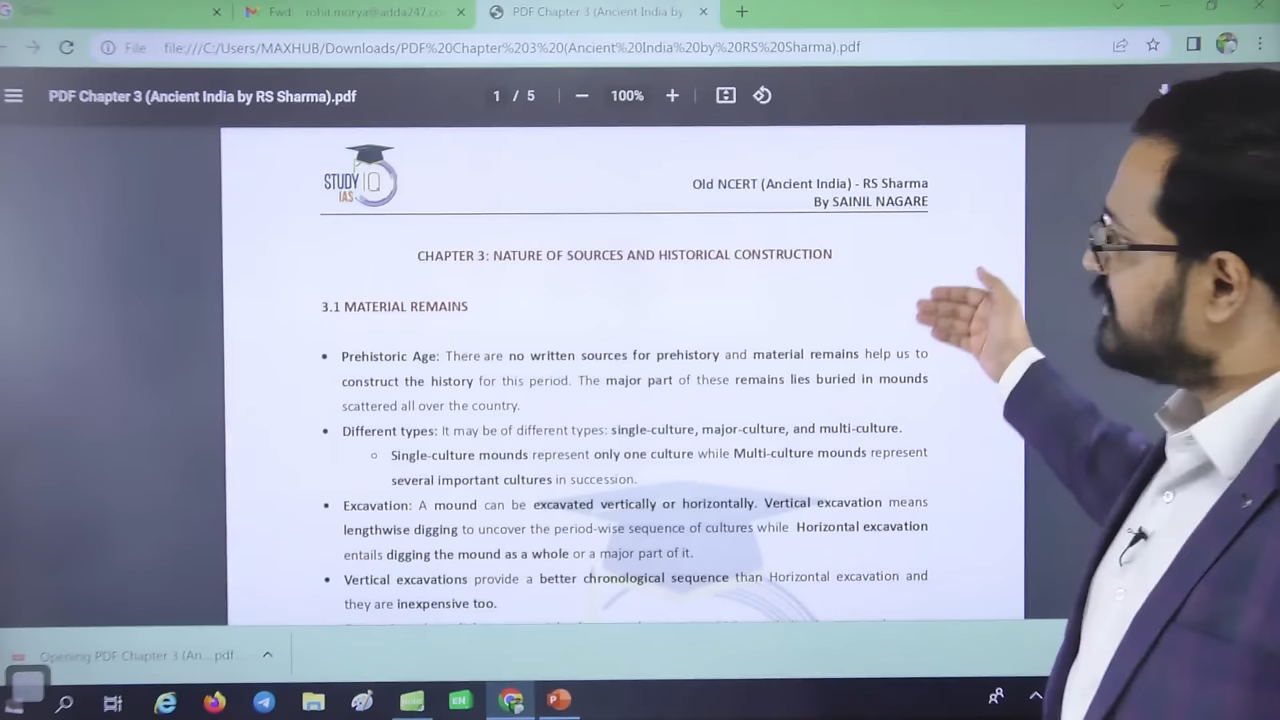 Fwd: rohit.morya@adda247.co
PDF Chapter 3 (Ancient India by
File file:///C:/Users/MAXHUB/Downloads/PDF%20Chapter%203%20(Ancient%20India%20by%20RS%20Sharma).pdf
PDF Chapter 3 (Ancient India by RS Sharma).pdf
1 / 5
100%
STUDY IQ
IAS
Old NCERT (Ancient India) - RS Sharma
By SAINIL NAGARE
CHAPTER 3: NATURE OF SOURCES AND HISTORICAL CONSTRUCTION
3.1 MATERIAL REMAINS
• Prehistoric Age: There are no written sources for prehistory and material remains help us to
construct the history for this period. The major part of these remains lies buried in mounds
scattered all over the country.
• Different types: It may be of different types: single-culture, major-culture, and multi-culture.
○ Single-culture mounds represent only one culture while Multi-culture mounds represent
several important cultures in succession.
• Excavation: A mound can be excavated vertically or horizontally. Vertical excavation means
lengthwise digging to uncover the period-wise sequence of cultures while Horizontal excavation
entails digging the mound as a whole or a major part of it.
• Vertical excavations provide a better chronological sequence than Horizontal excavation and
they are inexpensive too.
Opening PDF Chapter 3 (An....pdf
EN